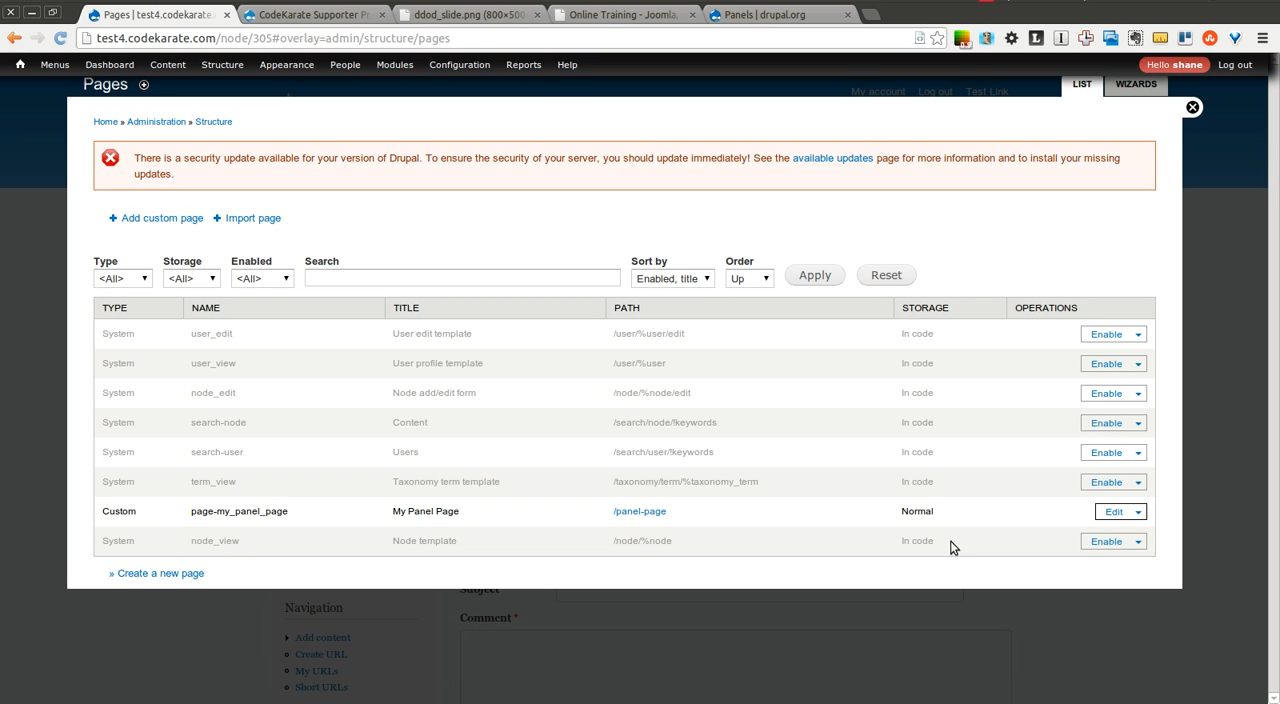 Pages | test4.codekarate.
CodeKarate Supporter Pr
ddod_slide.png (800×500
Online Training - Joomla,
Panels | drupal.org
test4.codekarate.com/node/305#overlay=admin/structure/pages
Menus Dashboard Content Structure Appearance People Modules Configuration Reports Help Hello shane Log out
Pages
My account Log out Test Link
LIST WIZARDS
Home » Administration » Structure
There is a security update available for your version of Drupal. To ensure the security of your server, you should update immediately! See the available updates page for more information and to install your missing
updates.
Add custom page Import page
Type Storage Enabled Search Sort by Order
<All> <All> <All> Enabled, title Up Apply Reset
TYPE NAME TITLE PATH STORAGE OPERATIONS
System user_edit User edit template /user/%user/edit In code Enable
System user_view User profile template /user/%user In code Enable
System node_edit Node add/edit form /node/%node/edit In code Enable
System search-node Content /search/node/!keywords In code Enable
System search-user Users /search/user/!keywords In code Enable
System term_view Taxonomy term template /taxonomy/term/%taxonomy_term In code Enable
Custom page-my_panel_page My Panel Page /panel-page Normal Edit
System node_view Node template /node/%node In code Enable
» Create a new page
Subject
Navigation
Comment *
Add content
Create URL
My URLs
Short URLs